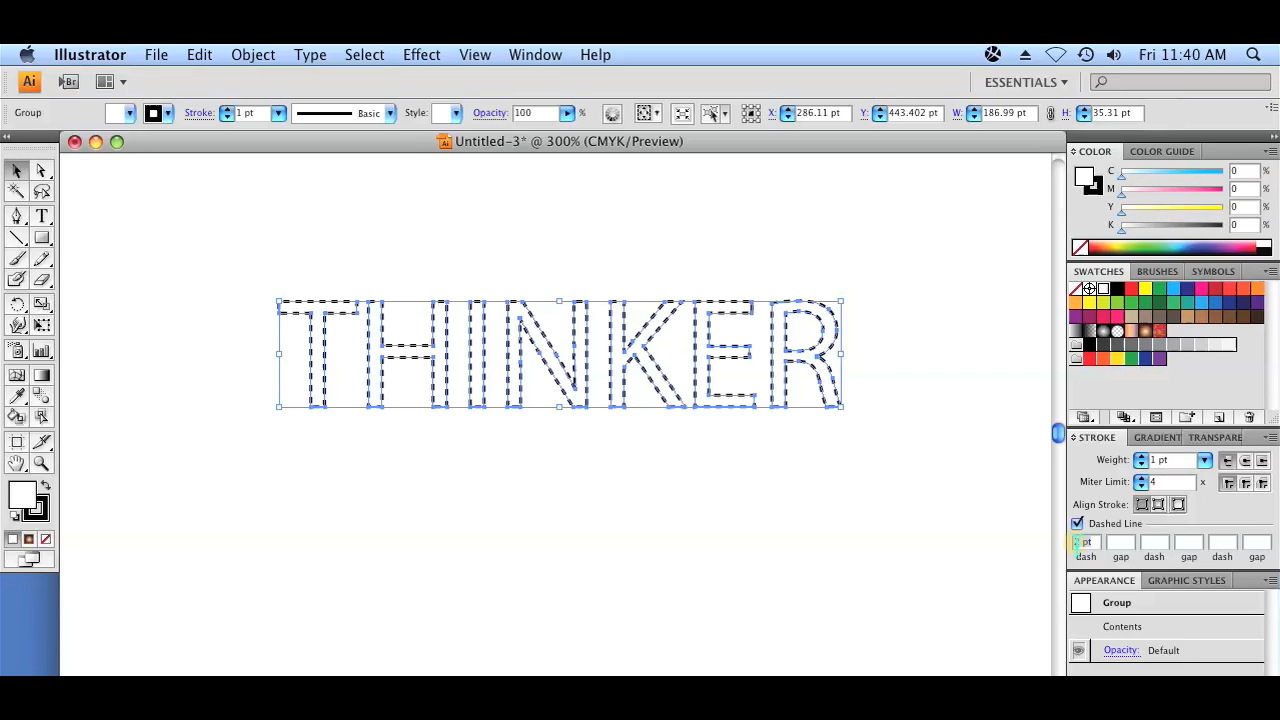 Illustrator File Edit Object Type Select Effect View Window Help Fri 11:40 AM
Ai Br ESSENTIALS
Group Stroke: 1 pt Basic Style: Opacity: 100 X: 286.11 pt Y: 443.402 pt W: 186.99 pt H: 35.31 pt
Ai Untitled-3* @ 300% (CMYK/Preview)
COLOR COLOR GUIDE
C 0 %
M 0 %
Y 0 %
K 0 %
SWATCHES BRUSHES SYMBOLS
THINKER
STROKE GRADIENT TRANSPARE
Weight: 1 pt
Miter Limit: 4 x
Align Stroke:
Dashed Line
pt
dash gap dash gap dash gap
APPEARANCE GRAPHIC STYLES
Group
Contents
Opacity: Default